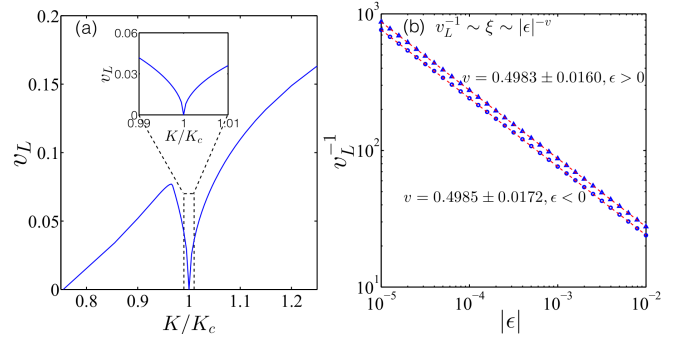 (a)
0.2
0.15
0.1
0.05
0
v_L
0.8
0.9
1
1.1
1.2
K/K_c
0.06
0.03
0
v_L
0.99
1
1.01
K/K_c
(b)
v_L^{-1} ∼ ξ ∼ |ϵ|^{-v}
v = 0.4983 ± 0.0160, ϵ > 0
v = 0.4985 ± 0.0172, ϵ < 0
10^3
10^2
10^1
v_L^{-1}
10^{-5}
10^{-4}
10^{-3}
10^{-2}
|ϵ|